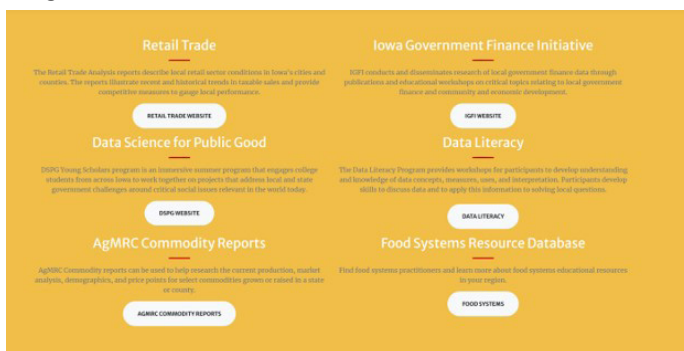 Retail Trade
The Retail Trade Analysis reports describe local retail sector conditions in Iowa's cities and
counties. The reports illustrate recent and historical trends in taxable sales and provide
competitive measures to gauge local performance.
RETAIL TRADE WEBSITE
Iowa Government Finance Initiative
IGFI conducts and disseminates research of local government finance data through
publications and educational workshops on critical topics relating to local government
finance and community and economic development.
IGFI WEBSITE
Data Science for Public Good
DSPG Young Scholars program is an immersive summer program that engages college
students from across Iowa to work together on projects that address local and state
government challenges around critical social issues relevant in the world today.
DSPG WEBSITE
Data Literacy
The Data Literacy Program provides workshops for participants to develop understanding
and knowledge of data concepts, measures, uses, and interpretation. Participants develop
skills to discuss data and to apply this information to solving local questions.
DATA LITERACY
AgMRC Commodity Reports
AgMRC Commodity reports can be used to help research the current production, market
analysis, demographics, and price points for select commodities grown or raised in a state
or county.
AGMRC COMMODITY REPORTS
Food Systems Resource Database
Find food systems practitioners and learn more about food systems educational resources
in your region.
FOOD SYSTEMS